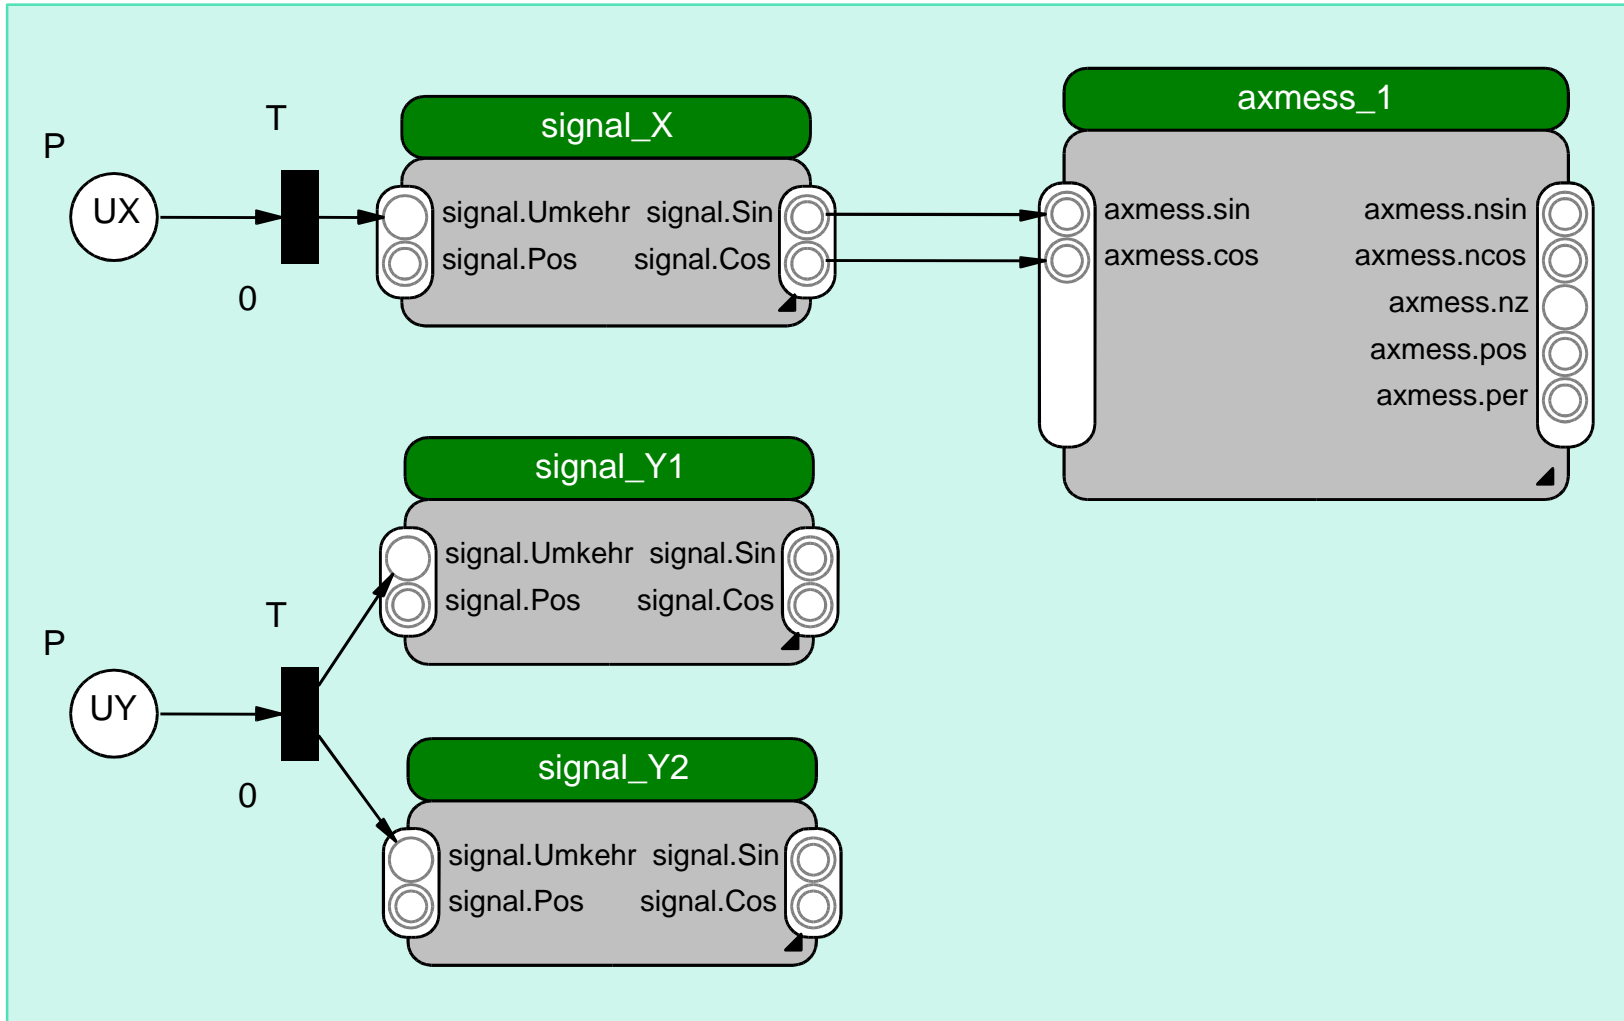 signal_X
axmess_1
T
P
UX
signal.Umkehr signal.Sin
signal.Pos signal.Cos
0
axmess.sin axmess.nsin
axmess.cos axmess.ncos
axmess.nz
axmess.pos
axmess.per
signal_Y1
signal.Umkehr signal.Sin
signal.Pos signal.Cos
T
P
UY
0
signal_Y2
signal.Umkehr signal.Sin
signal.Pos signal.Cos